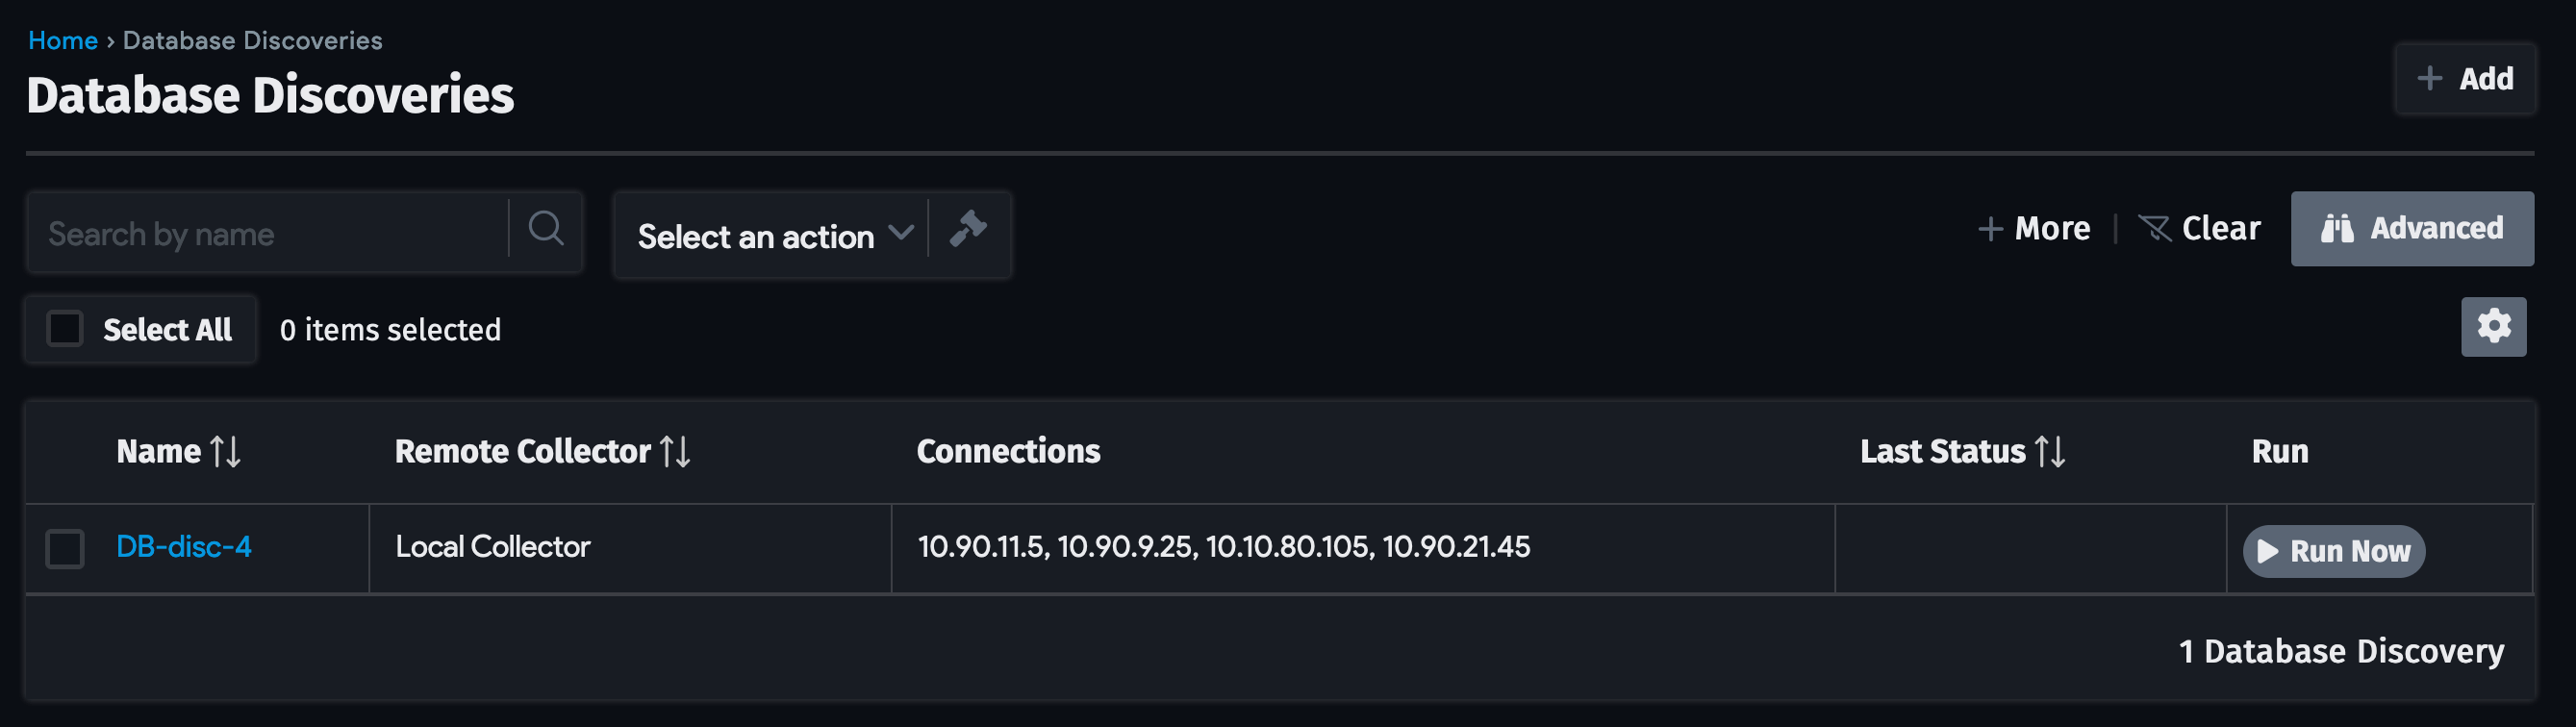 Home › Database Discoveries
Database Discoveries
Add
Search by name
Select an action
More
Clear
Advanced
Select All
0 items selected
Name Remote Collector Connections Last Status Run
DB-disc-4 Local Collector 10.90.11.5, 10.90.9.25, 10.10.80.105, 10.90.21.45 Run Now
1 Database Discovery